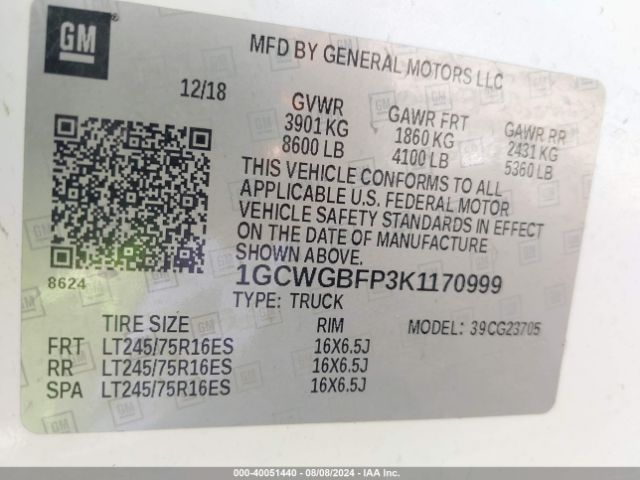 GM
MFD BY GENERAL MOTORS LLC
12/18
GVWR GAWR FRT GAWR RR
3901 KG 1860 KG 2431 KG
8600 LB 4100 LB 5360 LB
THIS VEHICLE CONFORMS TO ALL
APPLICABLE U.S. FEDERAL MOTOR
VEHICLE SAFETY STANDARDS IN EFFECT
ON THE DATE OF MANUFACTURE
SHOWN ABOVE.
8624
1GCWGBFP3K1170999
TYPE: TRUCK
TIRE SIZE RIM MODEL: 39CG23705
FRT LT245/75R16ES 16X6.5J
RR LT245/75R16ES 16X6.5J
SPA LT245/75R16ES 16X6.5J
000-40051440 - 08/08/2024 - IAA Inc.